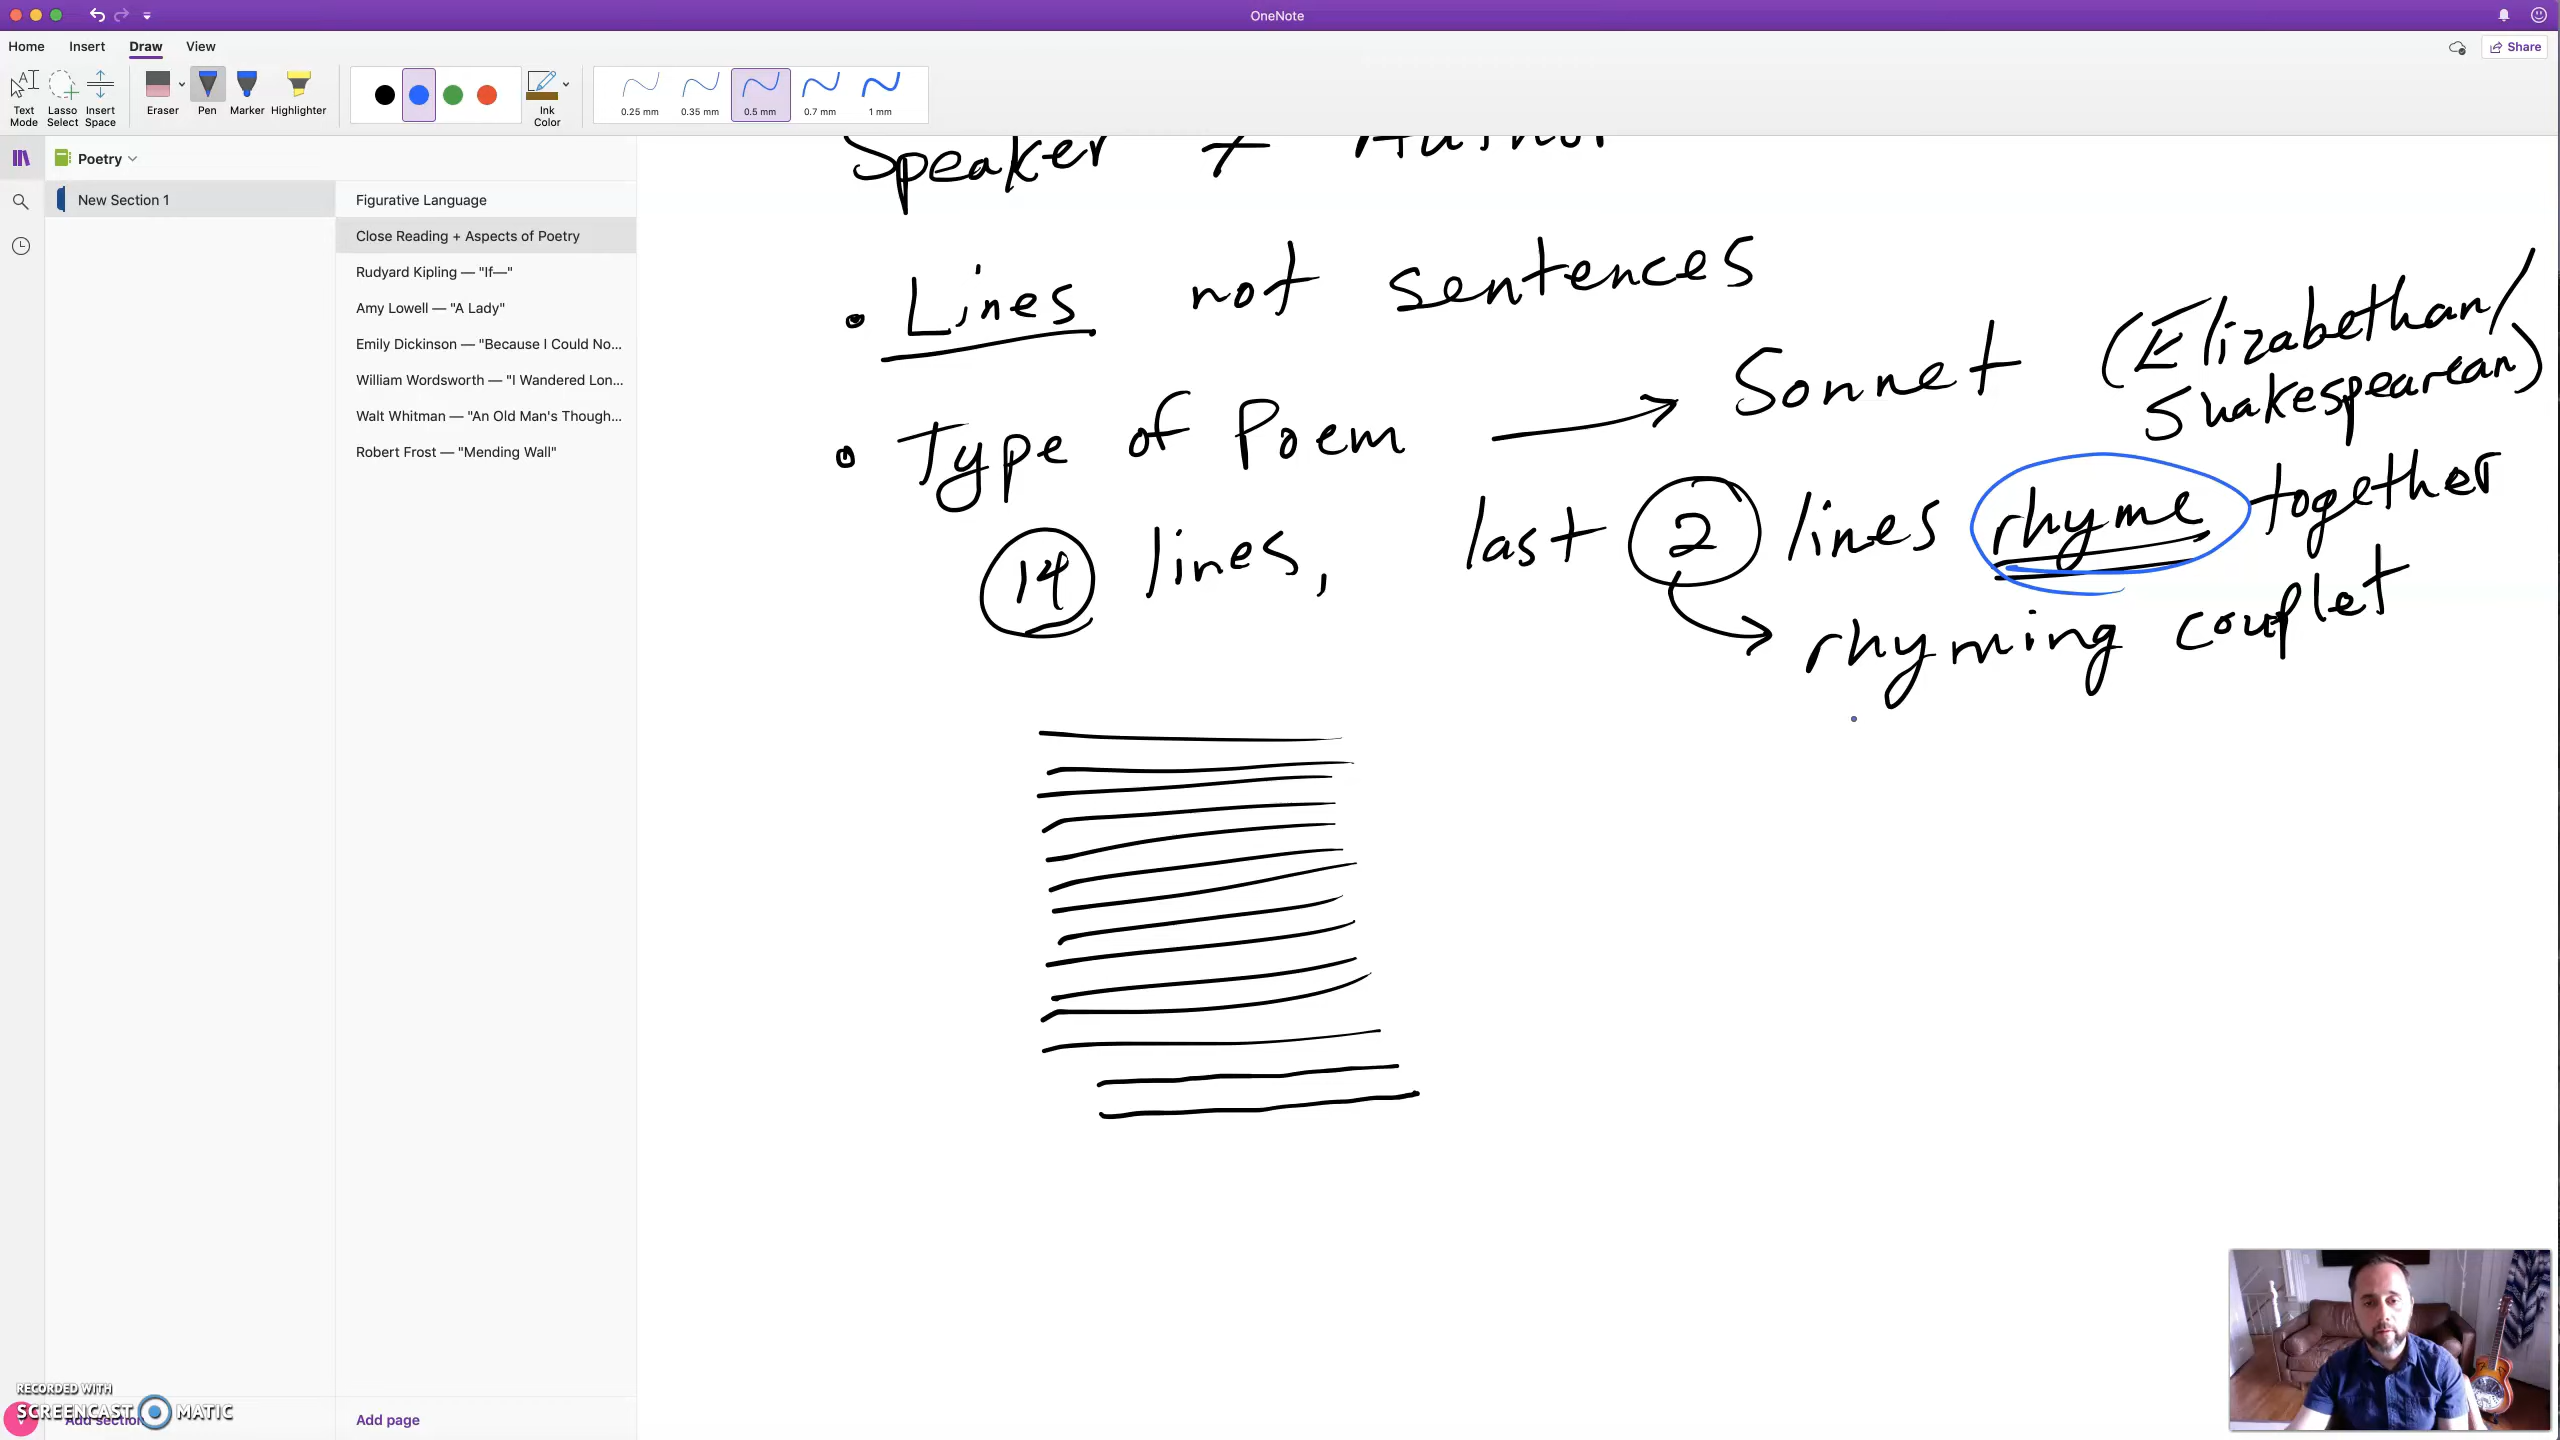 OneNote
Home Insert Draw View
Share
Text Mode
Lasso Select
Insert Space
Eraser
Pen
Marker
Highlighter
Ink Color
0.25 mm
0.35 mm
0.5 mm
0.7 mm
1 mm
Poetry
New Section 1
Figurative Language
Close Reading + Aspects of Poetry
Rudyard Kipling — "If—"
Amy Lowell — "A Lady"
Emily Dickinson — "Because I Could No...
William Wordsworth — "I Wandered Lon...
Walt Whitman — "An Old Man's Though...
Robert Frost — "Mending Wall"
Speaker ≠ Author
• Lines not sentences
• Type of Poem → Sonnet (Elizabethan/
Shakespearean)
14 lines, last 2 lines rhyme together
rhyming couplet
RECORDED WITH
SCREENCAST MATIC
Add section
Add page